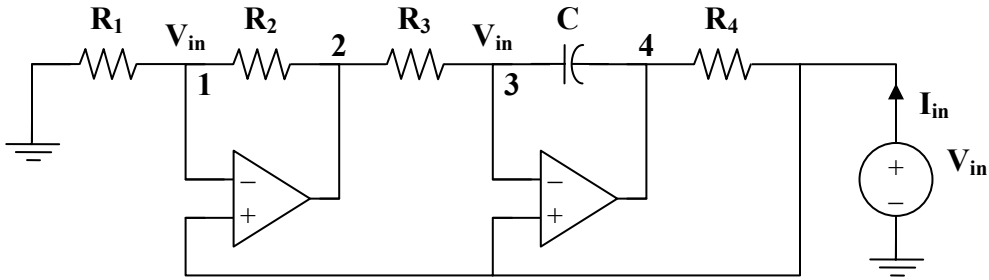 R1 Vin R2 2 R3 Vin C 4 R4
1 3
Iin
− − + Vin
+ + −